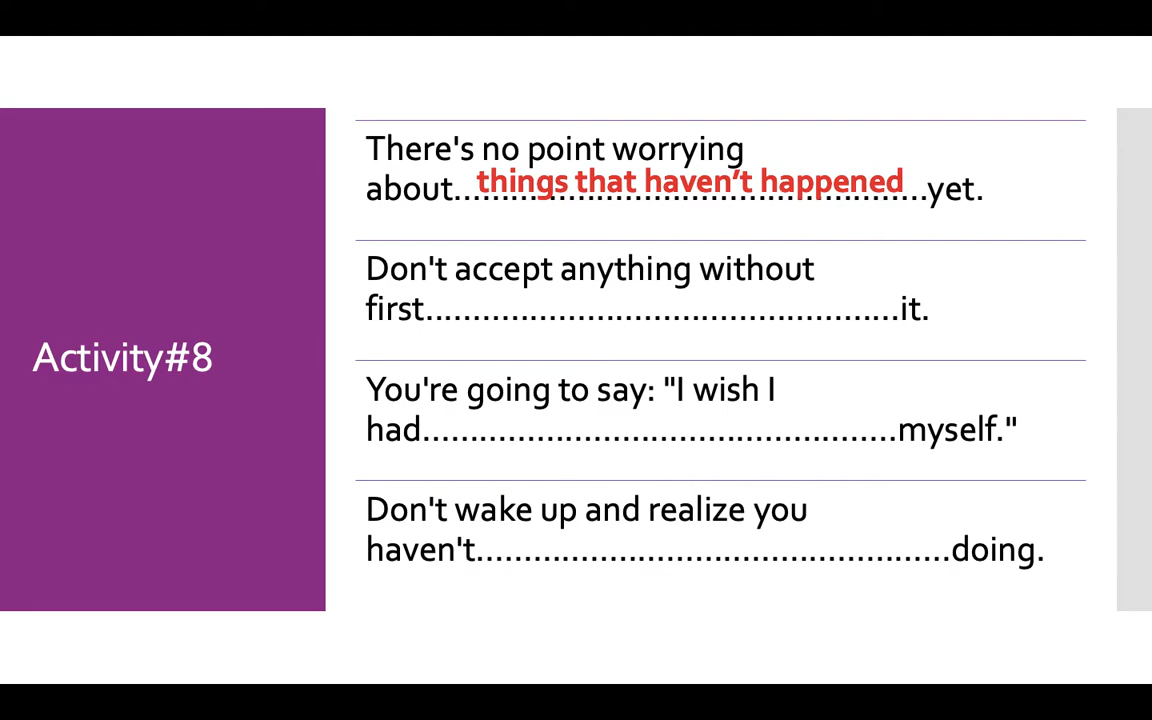 Activity#8
There's no point worrying
about..........................................yet.
things that haven’t happened
Don't accept anything without
first..........................................it.
You're going to say: "I wish I
had..........................................myself."
Don't wake up and realize you
haven't..........................................doing.